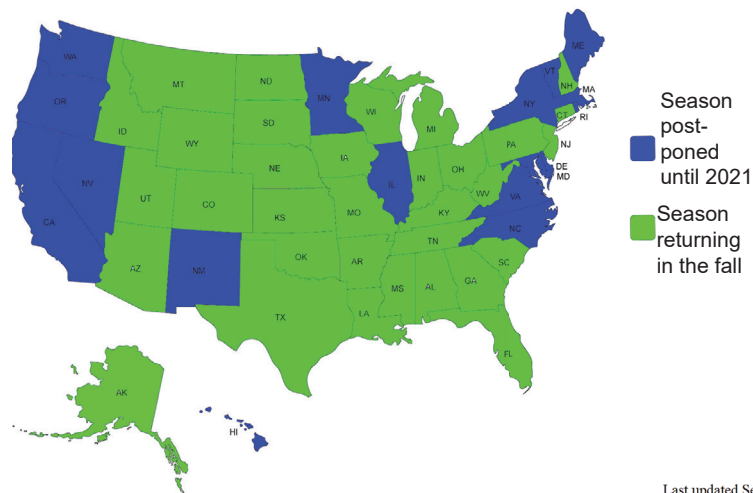 WA
OR
CA
NV
ID
MT
WY
UT
AZ
CO
NM
ND
SD
NE
KS
OK
TX
MN
IA
MO
AR
LA
WI
IL
MI
IN
OH
KY
TN
MS
AL
GA
FL
SC
NC
VA
WV
PA
NY
VT
NH
ME
MA
RI
CT
NJ
DE
MD
AK
HI
Season
post-
poned
until 2021
Season
returning
in the fall
Last updated Se